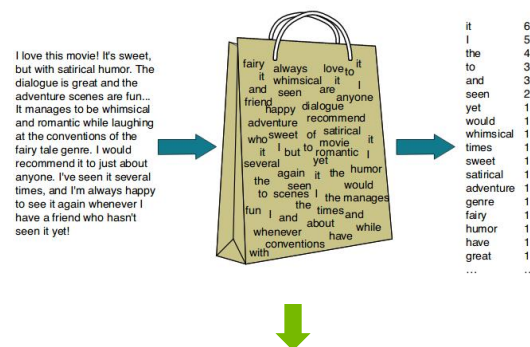 I love this movie! It's sweet,
but with satirical humor. The
dialogue is great and the
adventure scenes are fun...
It manages to be whimsical
and romantic while laughing
at the conventions of the
fairy tale genre. I would
recommend it to just about
anyone. I've seen it several
times, and I'm always happy
to see it again whenever I
have a friend who hasn't
seen it yet!
fairy always love to it
it whimsical it I
and seen are anyone
friend happy dialogue
adventure recommend
who sweet of satirical
it I but to movie it
romantic I
several yet
again it the humor
the seen would
to scenes I the manages
fun the times and
I and about while
whenever have
conventions
with
it 6
I 5
the 4
to 3
and 3
seen 2
yet 1
would 1
whimsical 1
times 1
sweet 1
satirical 1
adventure 1
genre 1
fairy 1
humor 1
have 1
great 1
... ..